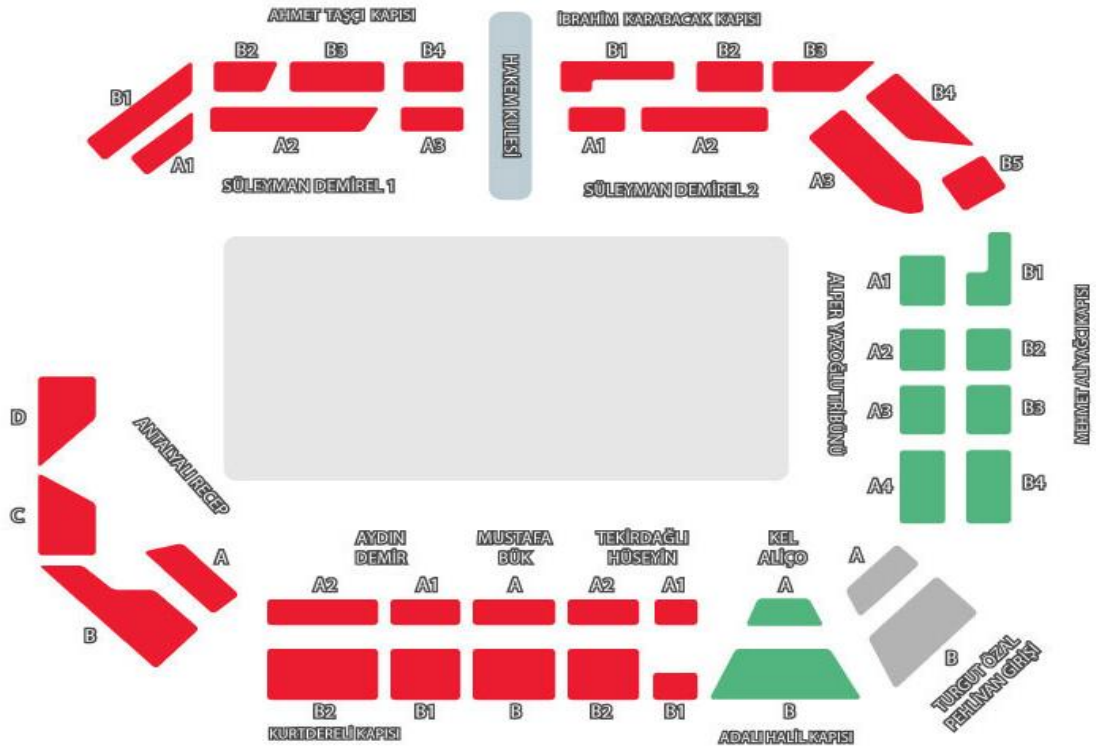 AHMET TAŞÇI KAPISI
İBRAHİM KARABACAK KAPISI
B2
B3
B4
B1
B2
B3
B1
B4
HAKEM KULESİ
A1
A2
A3
A1
A2
A3
B5
SÜLEYMAN DEMİREL 1
SÜLEYMAN DEMİREL 2
A1
B1
A2
B2
A3
B3
A4
B4
ALPER YAZOĞLU TRİBÜNÜ
MEHMET ALİ YAĞCI KAPISI
D
ANTALYALI RECEP
C
A
B
AYDIN
DEMİR
MUSTAFA
BÜK
TEKİRDAĞLI
HÜSEYİN
KEL
ALİÇO
A2
A1
A
A2
A1
A
A
B
TURGUT ÖZAL
PEHLİVAN GİRİŞİ
B2
B1
B
B2
B1
B
KURTDERELİ KAPISI
ADALI HALİL KAPISI